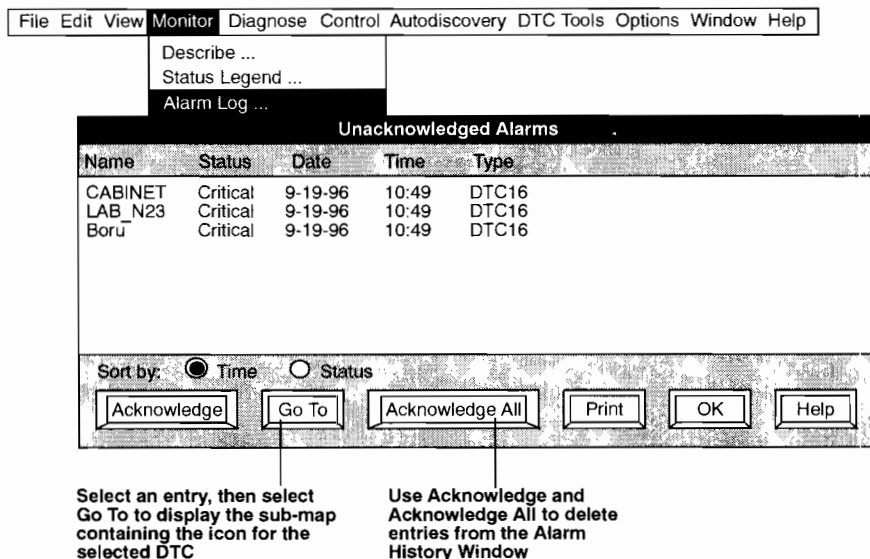 File Edit View Monitor Diagnose Control Autodiscovery DTC Tools Options Window Help
Describe ...
Status Legend ...
Alarm Log ...
Unacknowledged Alarms
Name Status Date Time Type
CABINET Critical 9-19-96 10:49 DTC16
LAB_N23 Critical 9-19-96 10:49 DTC16
Boru Critical 9-19-96 10:49 DTC16
Sort by: Time Status
Acknowledge Go To Acknowledge All Print OK Help
Select an entry, then select
Go To to display the sub-map
containing the icon for the
selected DTC
Use Acknowledge and
Acknowledge All to delete
entries from the Alarm
History Window